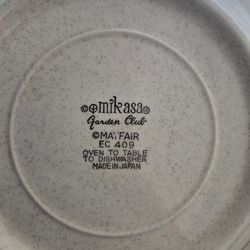 ©mikasa®
Garden Club
©MAYFAIR
EC 409
OVEN TO TABLE
TO DISHWASHER
MADE IN JAPAN